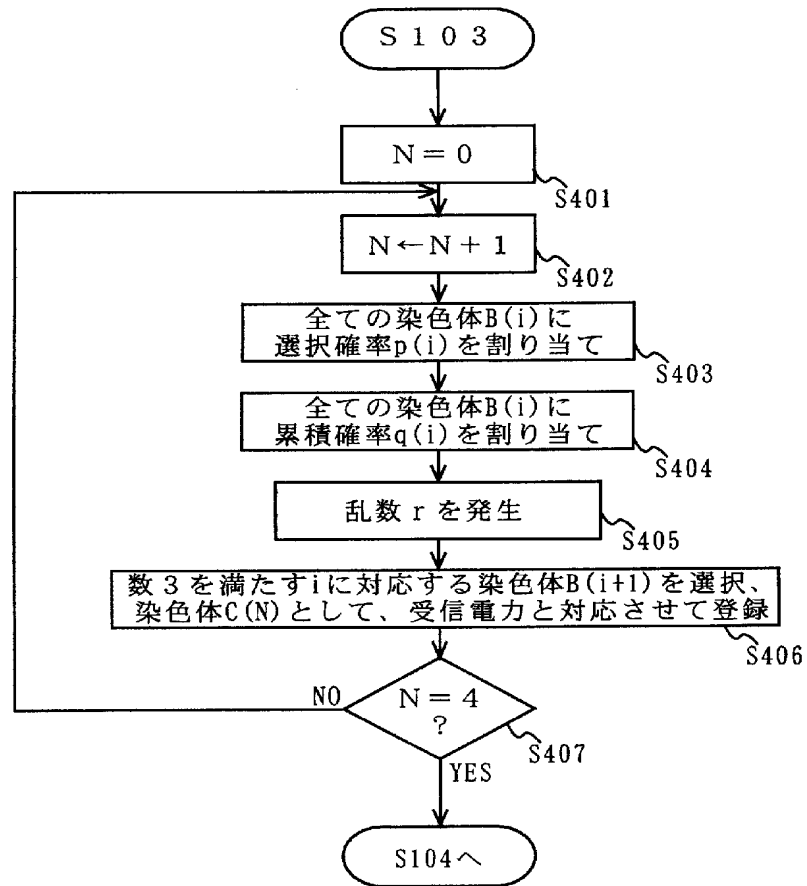 S103
N=0
S401
N←N+1
S402
全ての染色体B(i)に
選択確率p(i)を割り当て
S403
全ての染色体B(i)に
累積確率q(i)を割り当て
S404
乱数rを発生
S405
数3を満たすiに対応する染色体B(i+1)を選択、
染色体C(N)として、受信電力と対応させて登録
S406
NO
N=4
?
S407
YES
S104へ